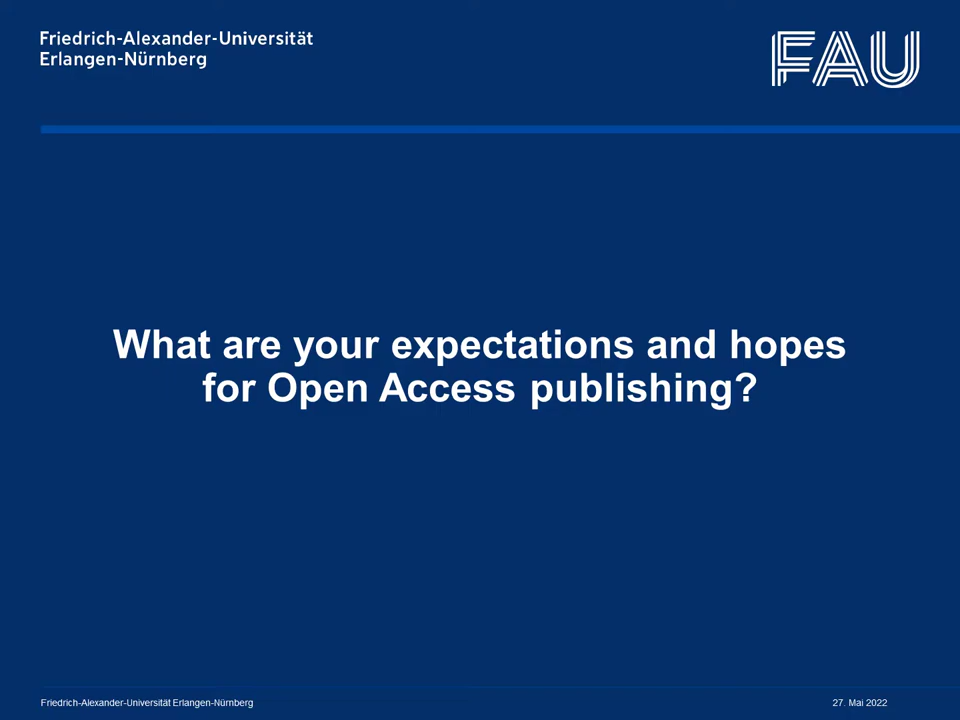 Friedrich-Alexander-Universität
Erlangen-Nürnberg
FAU
What are your expectations and hopes
for Open Access publishing?
Friedrich-Alexander-Universität Erlangen-Nürnberg
27. Mai 2022